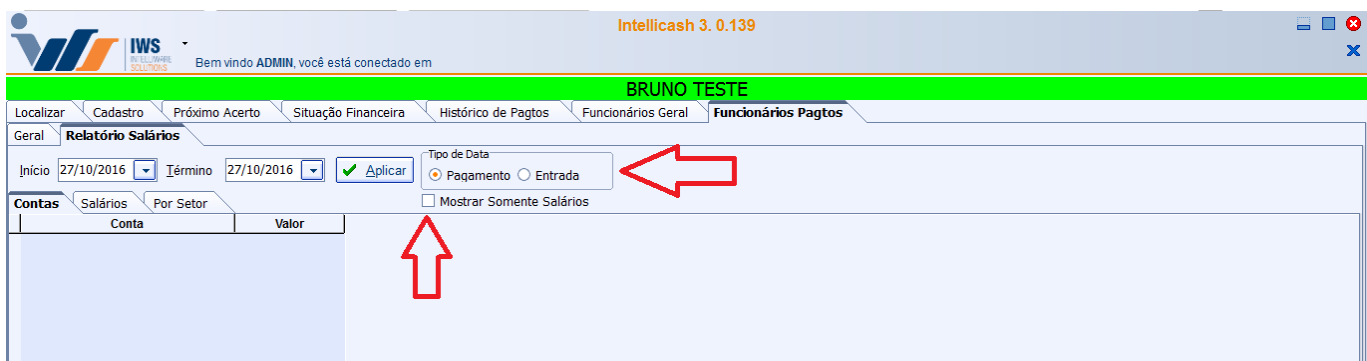 Intellicash 3. 0.139
IWS
INTELLIWARE
SOLUTIONS
Bem vindo ADMIN, você está conectado em
BRUNO TESTE
Localizar Cadastro Próximo Acerto Situação Financeira Histórico de Pagtos Funcionários Geral Funcionários Pagtos
Geral Relatório Salários
Tipo de Data
Início 27/10/2016 Término 27/10/2016 Aplicar Pagamento Entrada
Mostrar Somente Salários
Contas Salários Por Setor
Conta Valor